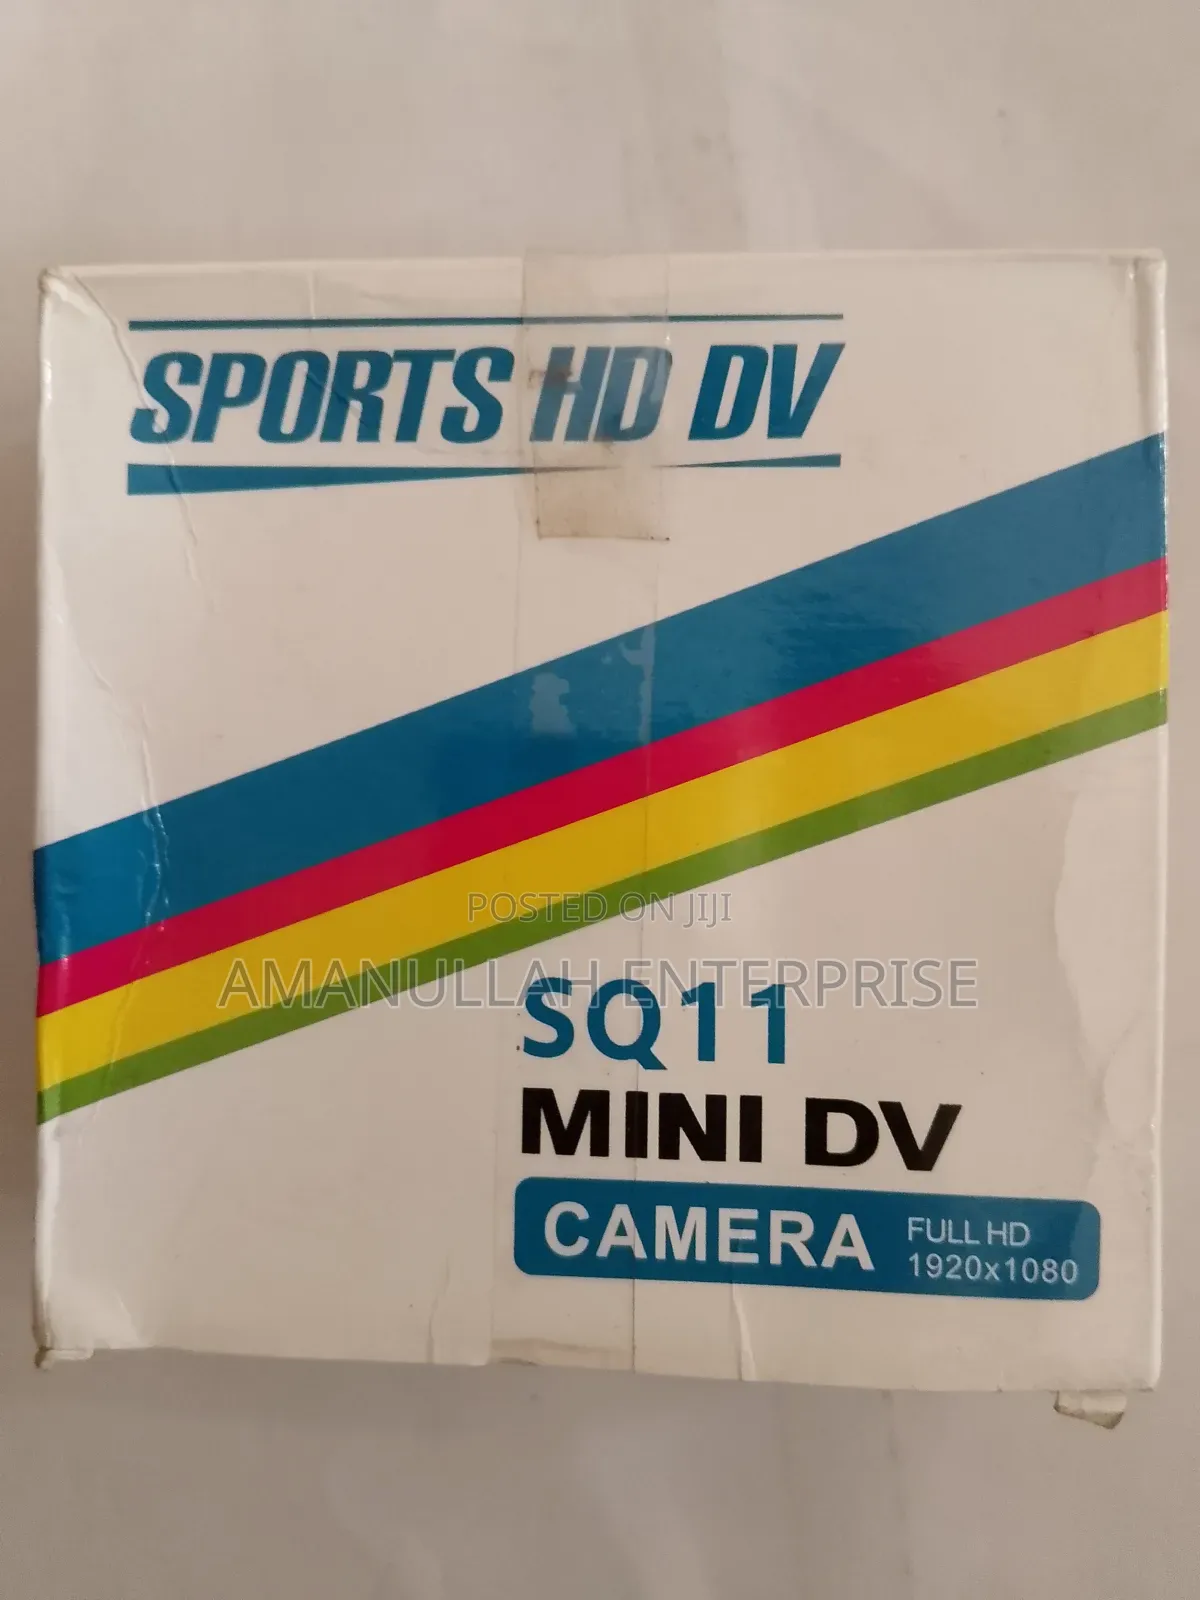 SPORTS HD DV
POSTED ON JIJI
AMANULLAH ENTERPRISE
SQ11
MINI DV
CAMERA
FULL HD
1920x1080